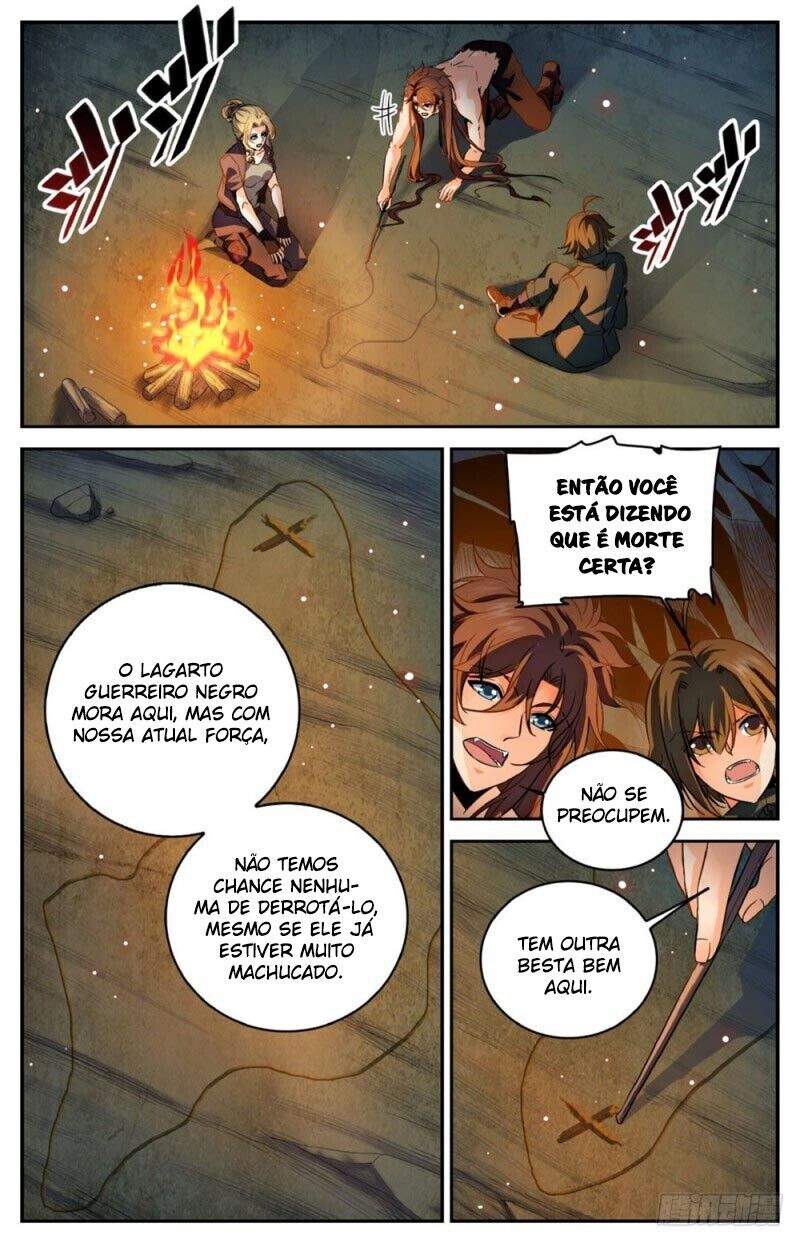 O LAGARTO
GUERREIRO NEGRO
MORA AQUI, MAS COM
NOSSA ATUAL FORÇA,
NÃO TEMOS
CHANCE NENHU-
MA DE DERROTÁ-LO,
MESMO SE ELE JÁ
ESTIVER MUITO
MACHUCADO.
ENTÃO VOCÊ
ESTÁ DIZENDO
QUE É MORTE
CERTA?
NÃO SE
PREOCUPEM.
TEM OUTRA
BESTA BEM
AQUI.